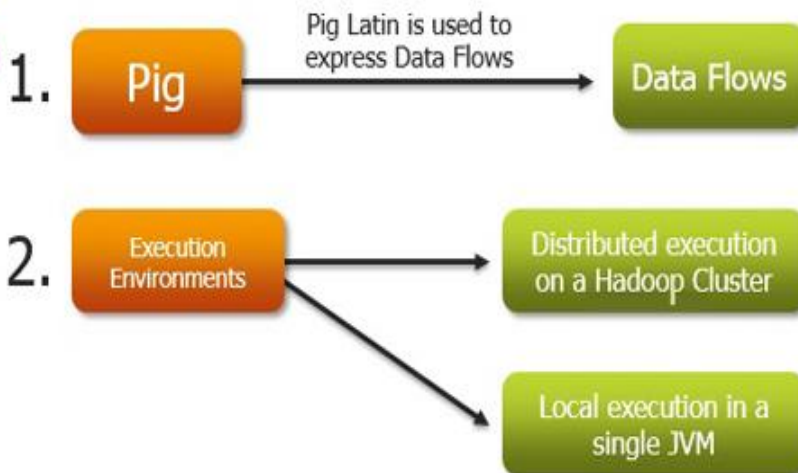 1.
Pig
Pig Latin is used to
express Data Flows
Data Flows
2.
Execution
Environments
Distributed execution
on a Hadoop Cluster
Local execution in a
single JVM